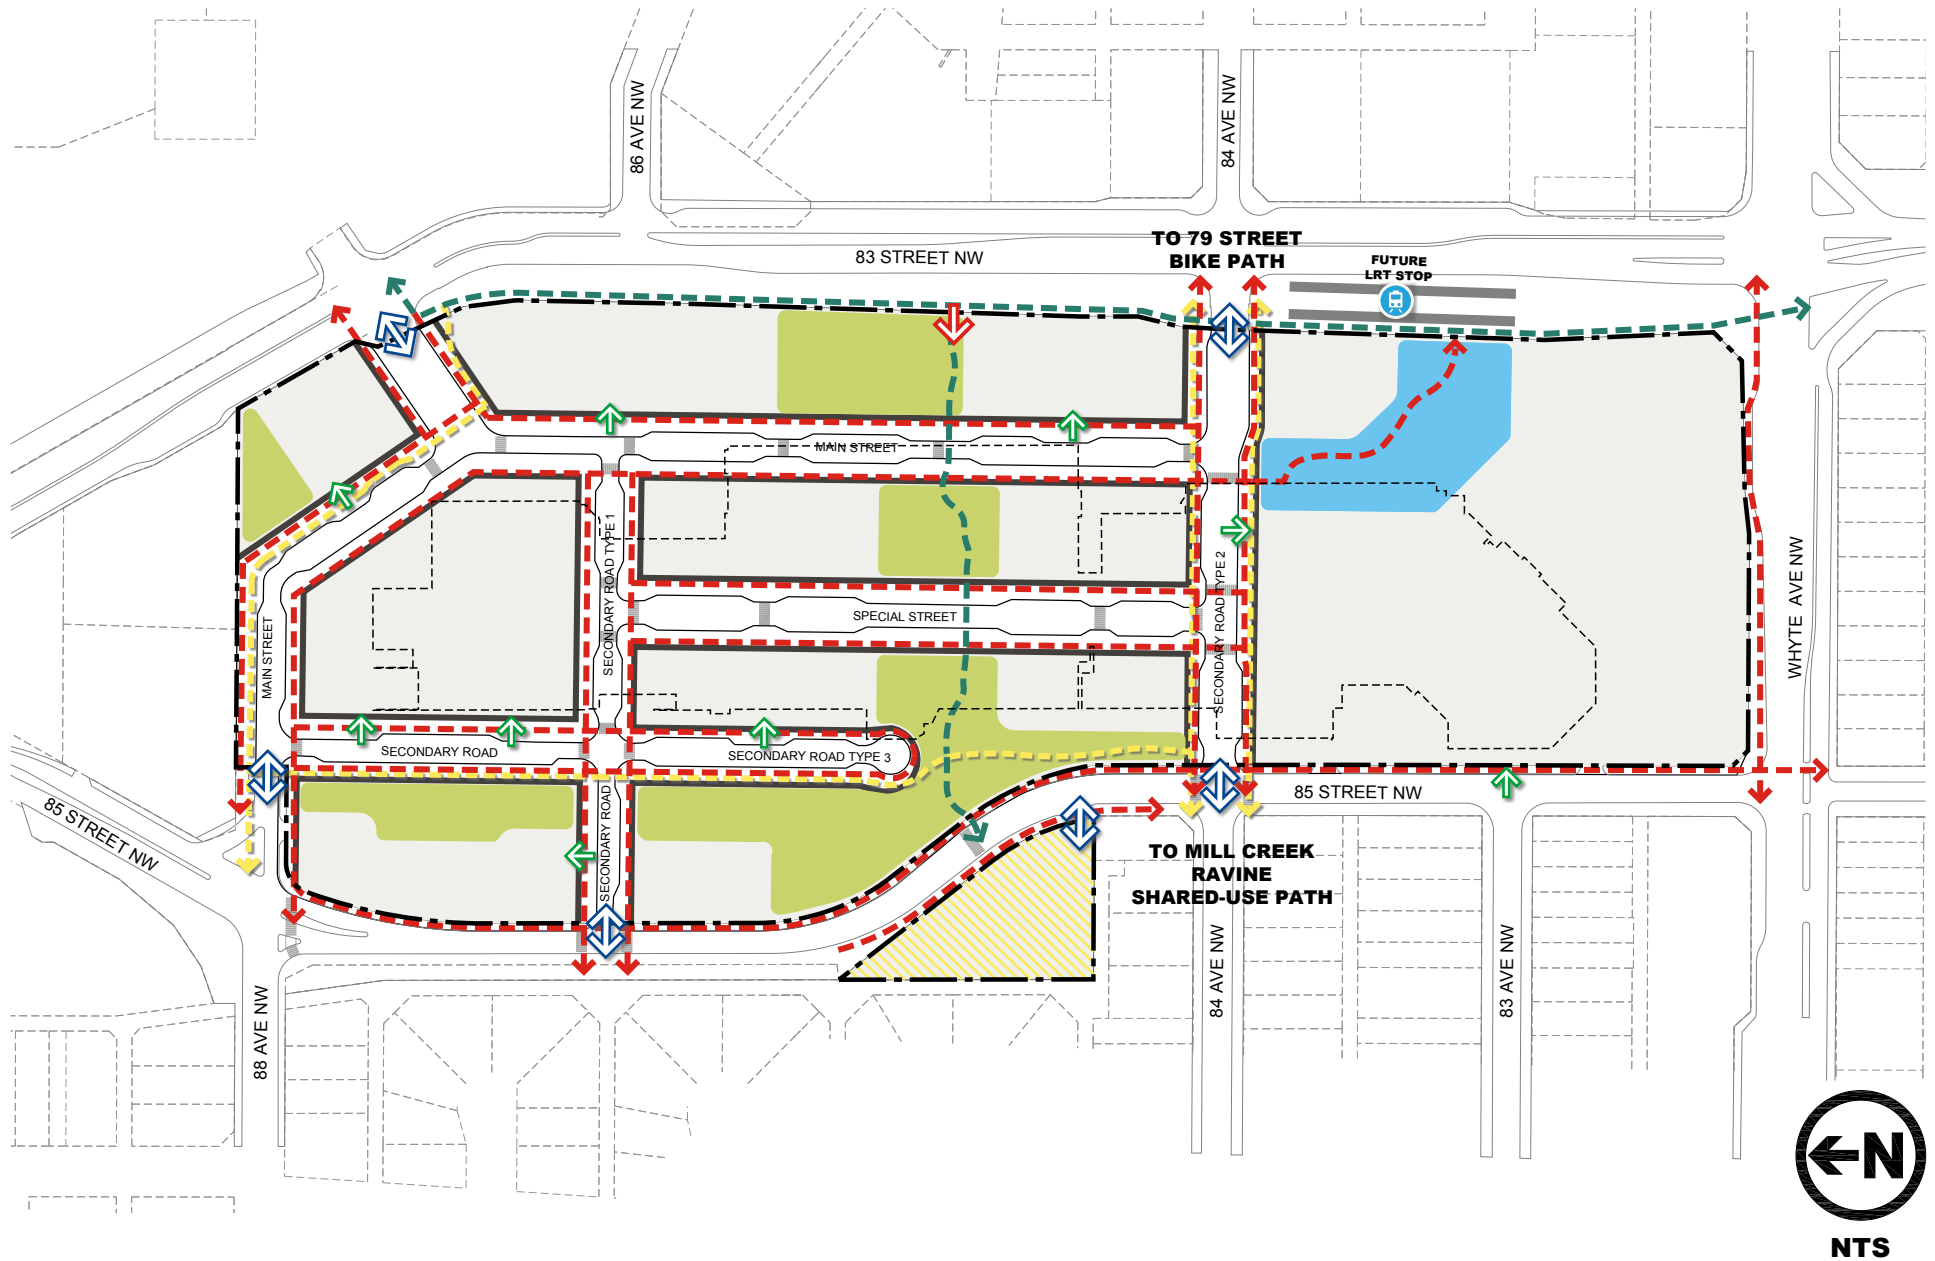 86 AVE NW
84 AVE NW
TO 79 STREET
BIKE PATH
83 STREET NW
FUTURE
LRT STOP
MAIN STREET
SECONDARY ROAD TYPE 1
SECONDARY ROAD TYPE 2
WHYTE AVE NW
SPECIAL STREET
MAIN STREET
SECONDARY ROAD
SECONDARY ROAD TYPE 3
SECONDARY ROAD
85 STREET NW
85 STREET NW
TO MILL CREEK
RAVINE
SHARED-USE PATH
88 AVE NW
84 AVE NW
83 AVE NW
N
NTS